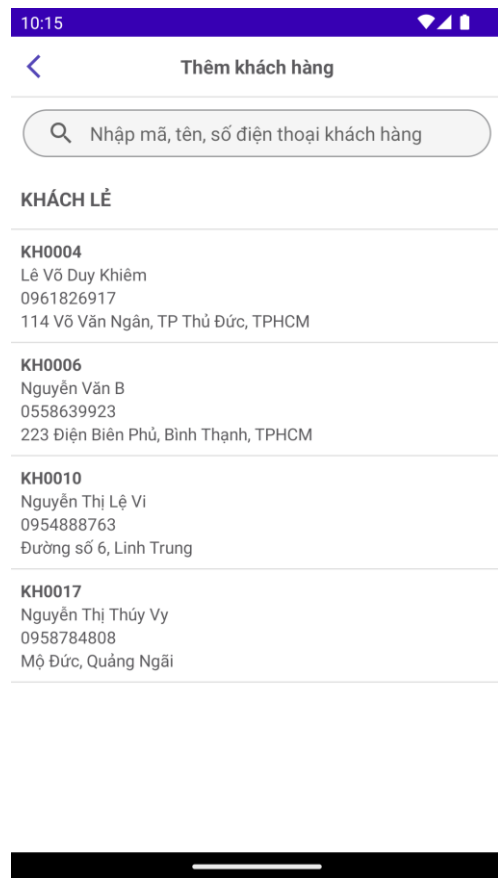 10:15
Thêm khách hàng
Nhập mã, tên, số điện thoại khách hàng
KHÁCH LẺ
KH0004
Lê Võ Duy Khiêm
0961826917
114 Võ Văn Ngân, TP Thủ Đức, TPHCM
KH0006
Nguyễn Văn B
0558639923
223 Điện Biên Phủ, Bình Thạnh, TPHCM
KH0010
Nguyễn Thị Lệ Vi
0954888763
Đường số 6, Linh Trung
KH0017
Nguyễn Thị Thúy Vy
0958784808
Mộ Đức, Quảng Ngãi